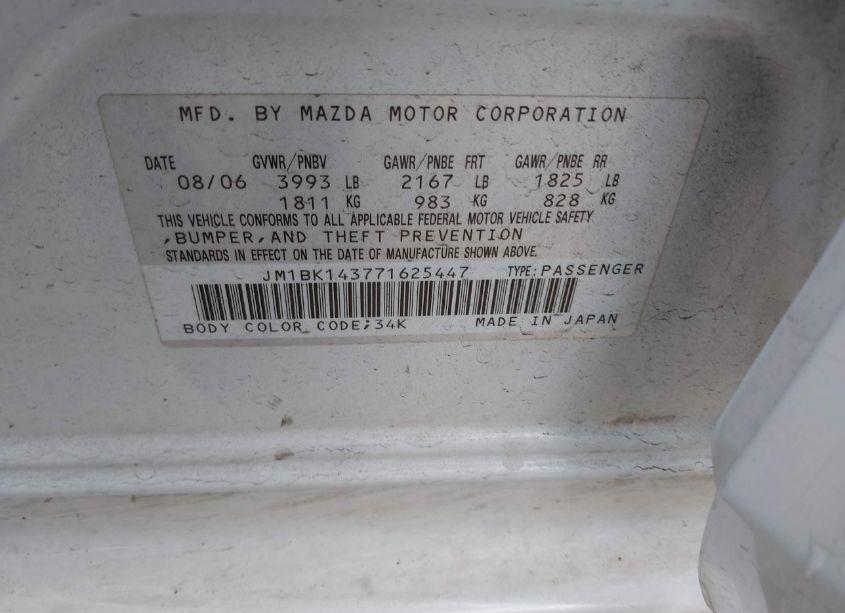 MFD. BY MAZDA MOTOR CORPORATION
DATE GVWR/PNBV GAWR/PNBE FRT GAWR/PNBE RR
08/06 3993 LB 2167 LB 1825 LB
1811 KG 983 KG 828 KG
THIS VEHICLE CONFORMS TO ALL APPLICABLE FEDERAL MOTOR VEHICLE SAFETY
,BUMPER,AND THEFT PREVENTION
STANDARDS IN EFFECT ON THE DATE OF MANUFACTURE SHOWN ABOVE.
JM1BK143771625447 TYPE:PASSENGER
BODY COLOR CODE:34K MADE IN JAPAN